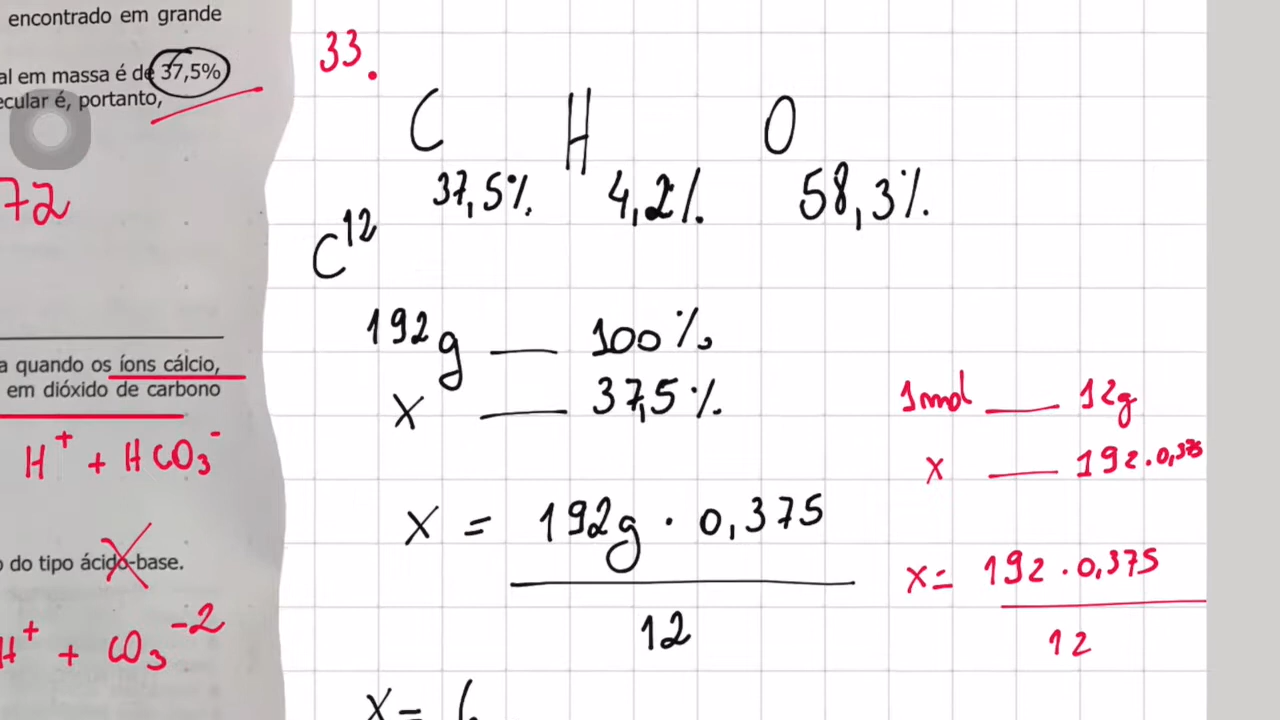 encontrado em grande
al em massa é de 37,5%
ecular é, portanto,
72
a quando os íons cálcio,
em dióxido de carbono
H⁺ + HCO₃⁻
do tipo ácido-base.
H⁺ + CO₃⁻²
33.
C H O
37,5% 4,2% 58,3%
C¹²
192g — 100%
x — 37,5%
x = 192g · 0,375
12
x =
1mol — 12g
x — 192·0,375
x = 192·0,375
12